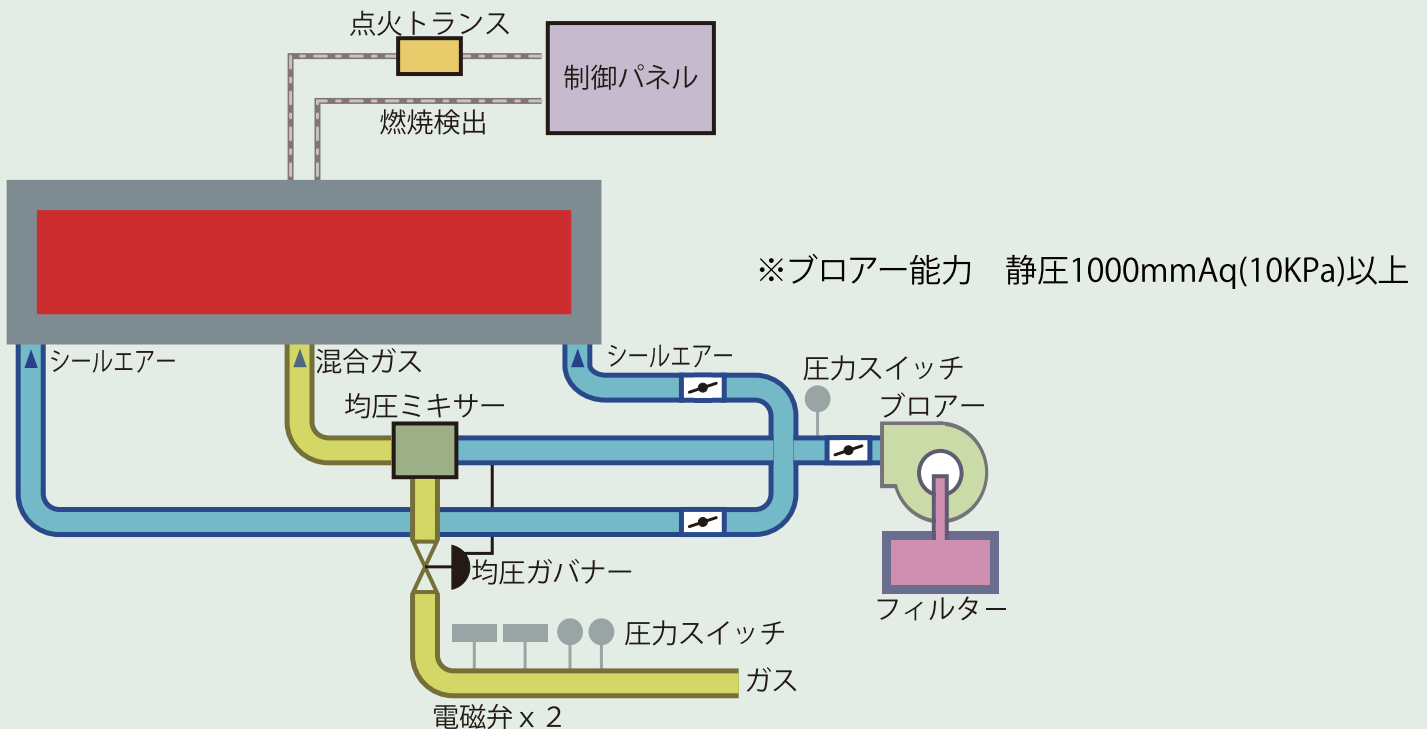 点火トランス
制御パネル
燃焼検出
※ブロアー能力　静圧1000mmAq(10KPa)以上
シールエアー
混合ガス
シールエアー
圧力スイッチ
均圧ミキサー
ブロアー
均圧ガバナー
フィルター
圧力スイッチ
ガス
電磁弁 x 2